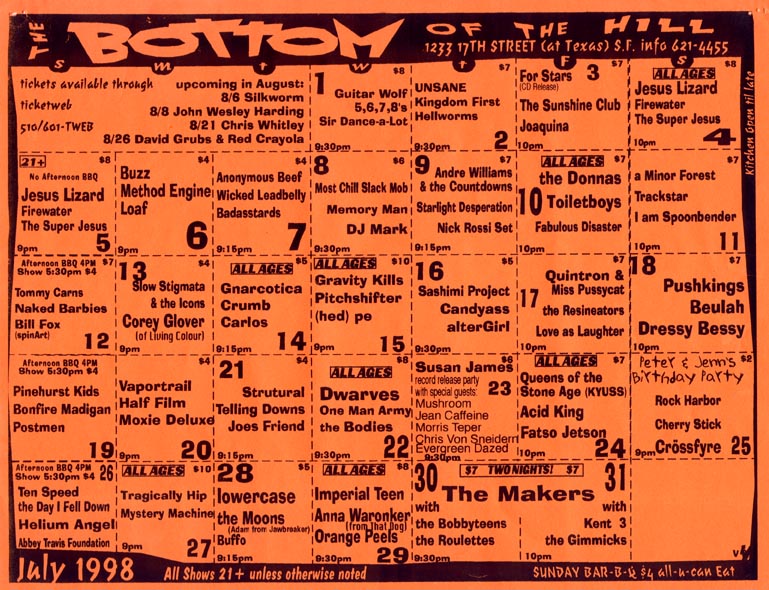 THE BOTTOM OF THE HILL
1233 17TH STREET (at Texas) S.F. info 621-4455
S m t w t F S
tickets available through
ticketweb
510/601-TWEB
upcoming in August:
8/6 Silkworm
8/8 John Wesley Harding
8/21 Chris Whitley
8/26 David Grubs & Red Crayola
1 $8
Guitar Wolf
5,6,7,8's
Sir Dance-a-Lot
9:30pm
$7
UNSANE
Kingdom First
Hellworms
9:30pm 2
For Stars 3 $7
(CD Release)
The Sunshine Club
Joaquina
10pm
ALL AGES $8
Jesus Lizard
Firewater
The Super Jesus
10pm 4
Kitchen open til late
21+ $8
No Afternoon BBQ
Jesus Lizard
Firewater
The Super Jesus
9pm 5
$4
Buzz
Method Engine
Loaf
9pm 6
$4
Anonymous Beef
Wicked Leadbelly
Badasstards
9:15pm 7
8 $6
Most Chill Slack Mob
Memory Man
DJ Mark
9:30pm
9 $7
Andre Williams
& the Countdowns
Starlight Desperation
Nick Rossi Set
9:15pm
ALL AGES $7
the Donnas
10 Toiletboys
Fabulous Disaster
10pm
$7
a Minor Forest
Trackstar
I am Spoonbender
10pm 11
Afternoon BBQ 4PM $7
Show 5:30pm $4
Tommy Carns
Naked Barbies
Bill Fox
(spinArt) 12
13 $4
Slow Stigmata
& the Icons
Corey Glover
(of Living Colour)
9pm
$5
ALL AGES
Gnarcotica
Crumb
Carlos
9:15pm 14
ALL AGES $10
Gravity Kills
Pitchshifter
(hed) pe
9pm 15
16 $5
Sashimi Project
Candyass
alterGirl
9:30pm
$7
Quintron &
Miss Pussycat
17
the Resineators
Love as Laughter
10pm
18 $7
Pushkings
Beulah
Dressy Bessy
10pm
Afternoon BBQ 4PM
Show 5:30pm $4
Pinehurst Kids
Bonfire Madigan
Postmen
19
$4
Vaportrail
Half Film
Moxie Deluxe
9pm 20
21 $4
Strutural
Telling Downs
Joes Friend
9:15pm
$8
ALL AGES
Dwarves
One Man Army
the Bodies
9pm 22
Susan James $6
record release party
with special guests: 23
Mushroom
Jean Caffeine
Morris Teper
Chris Von Sneidern
Evergreen Dazed
9:30pm
ALL AGES $7
Queens of the
Stone Age (KYUSS)
Acid King
Fatso Jetson
10pm 24
Peter & Jenn's $2
Birthday Party
Rock Harbor
Cherry Stick
9pm Crössfyre 25
Afternoon BBQ 4PM 26
Show 5:30pm $4
Ten Speed
the Day I Fell Down
Helium Angel
Abbey Travis Foundation
ALL AGES $10
Tragically Hip
Mystery Machine
9pm 27
28 $5
lowercase
the Moons
(Adam from Jawbreaker)
Buffo
9:15pm
ALL AGES $8
Imperial Teen
Anna Waronker
(from That Dog)
Orange Peels
9:30pm 29
30 $7 TWO NIGHTS! $7 31
The Makers
with with
the Bobbyteens Kent 3
the Roulettes the Gimmicks
9:30pm 10pm
July 1998 All Shows 21+ unless otherwise noted SUNDAY BAR-B-Q $4 all-u-can Eat